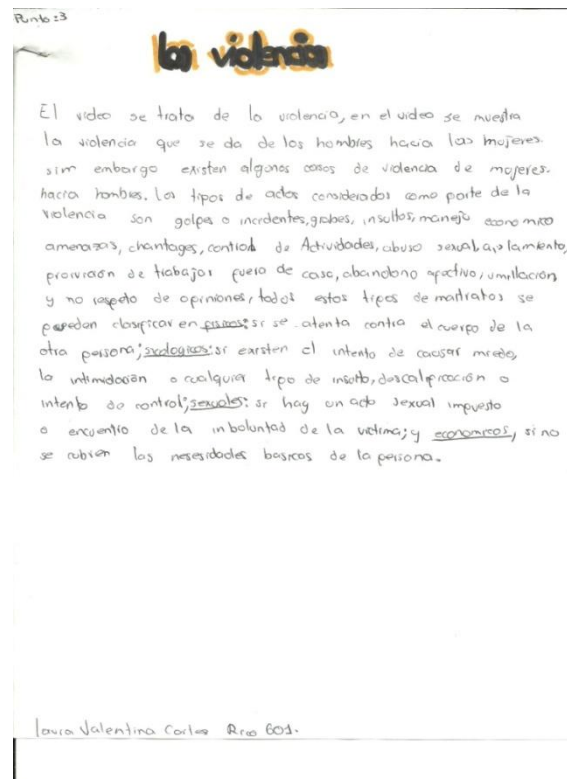 Punto:3
la violencia
El video se trata de la violencia, en el video se muestra
la violencia que se da de los hombres hacia las mujeres.
sim embargo existen algunos casos de violencia de mujeres.
hacia hombres. Los tipos de actos considerados como parte de la
violencia son golpes o incidentes, grabes, insultos, manejo economico
amenazas, chantages, control de Actividades, abuso sexual, aislamiento,
proivición de trabajos fuera de casa, abandono afectivo, umillación
y no respeto de opiniones, todos estos tipos de maltratos se
pueden clasificar en fisicos: si se atenta contra el cuerpo de la
otra persona; sicologicos: si existen el intento de causar miedo,
la intimidación o cualquier tipo de insulto, descalificación o
intento de control; sexuales: si hay un acto sexual impuesto
o encuentro de la inboluntad de la victima; y economicos, si no
se cubren las nesesidades basicas de la persona.
laura Valentina Carlos 601.